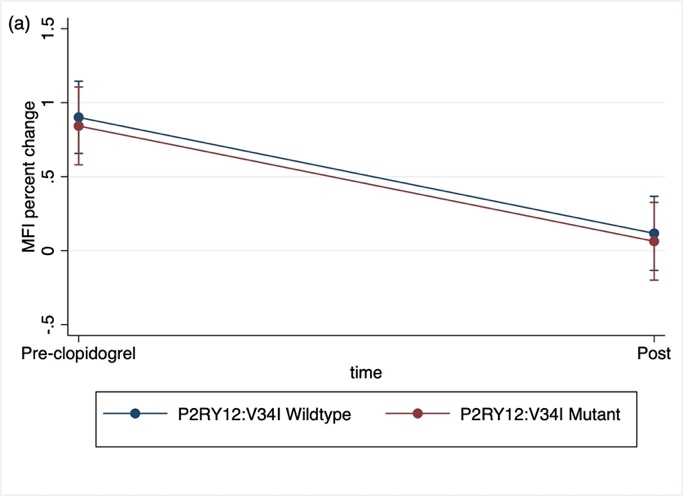 (a)
MFI percent change
1.5
1
.5
0
-.5
Pre-clopidogrel
Post
time
P2RY12:V34I Wildtype
P2RY12:V34I Mutant